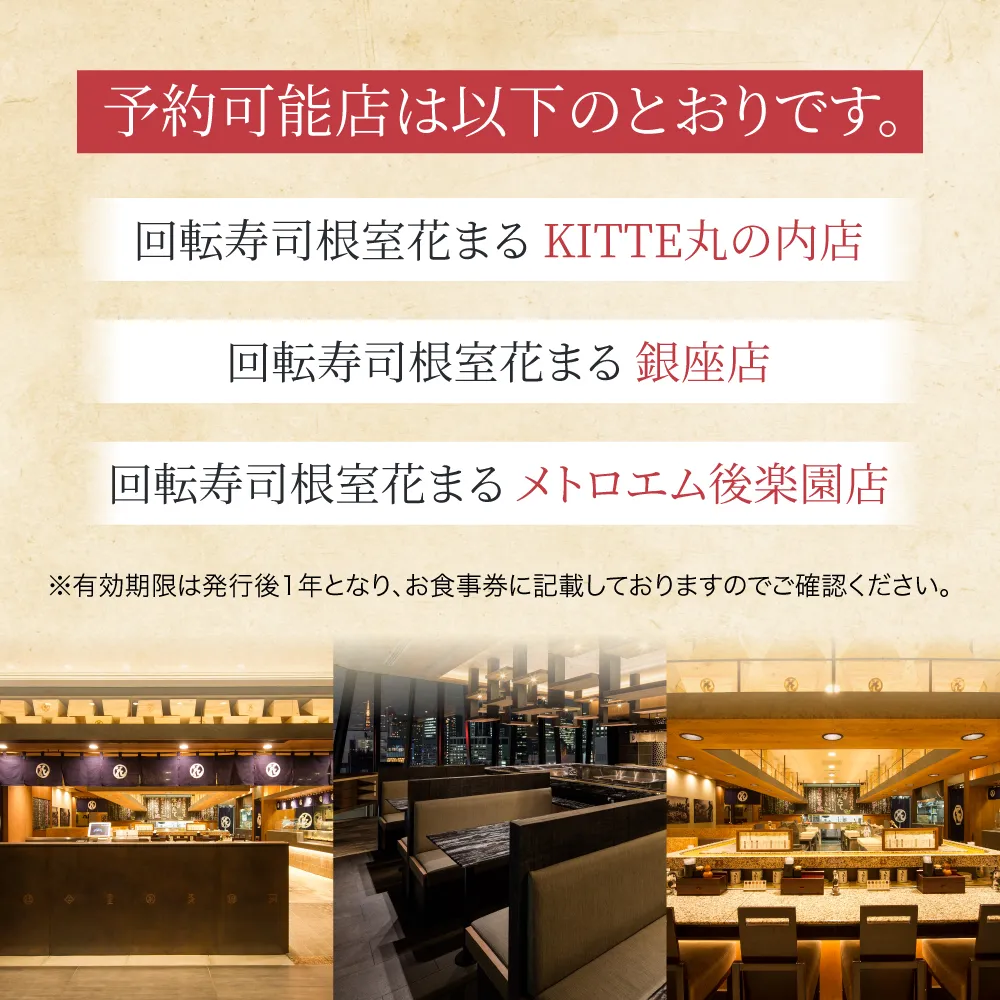 予約可能店は以下のとおりです。
回転寿司根室花まる KITTE丸の内店
回転寿司根室花まる 銀座店
回転寿司根室花まる メトロエム後楽園店
※有効期限は発行後1年となり、お食事券に記載しておりますのでご確認ください。